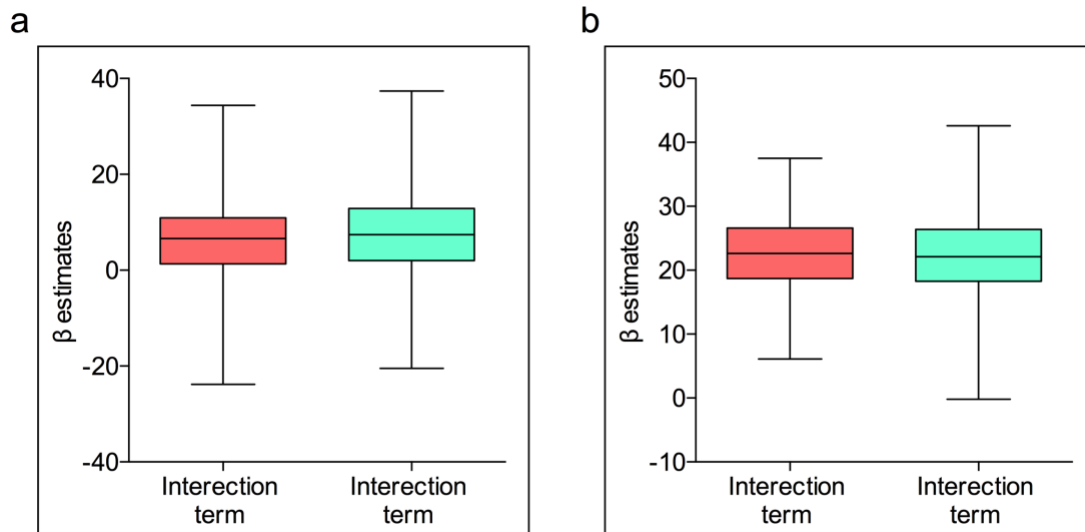 a
β estimates
40
20
0
-20
-40
Interection
term
Interection
term
b
β estimates
50
40
30
20
10
0
-10
Interection
term
Interection
term